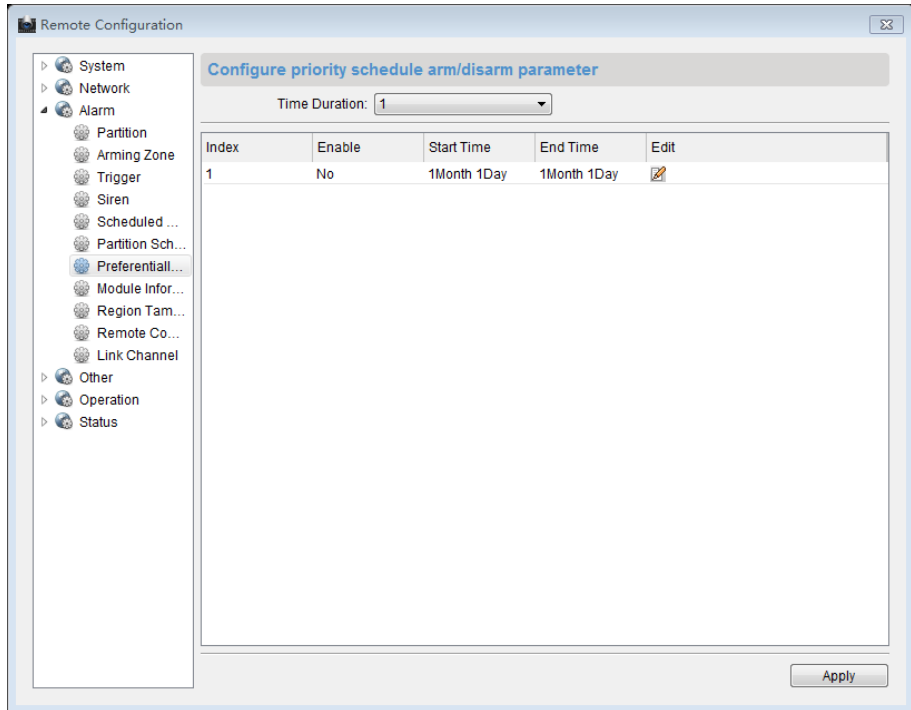 Remote Configuration
System
Network
Alarm
Partition
Arming Zone
Trigger
Siren
Scheduled ...
Partition Sch...
Preferentiall...
Module Infor...
Region Tam...
Remote Co...
Link Channel
Other
Operation
Status
Configure priority schedule arm/disarm parameter
Time Duration: 1
Index Enable Start Time End Time Edit
1 No 1Month 1Day 1Month 1Day
Apply